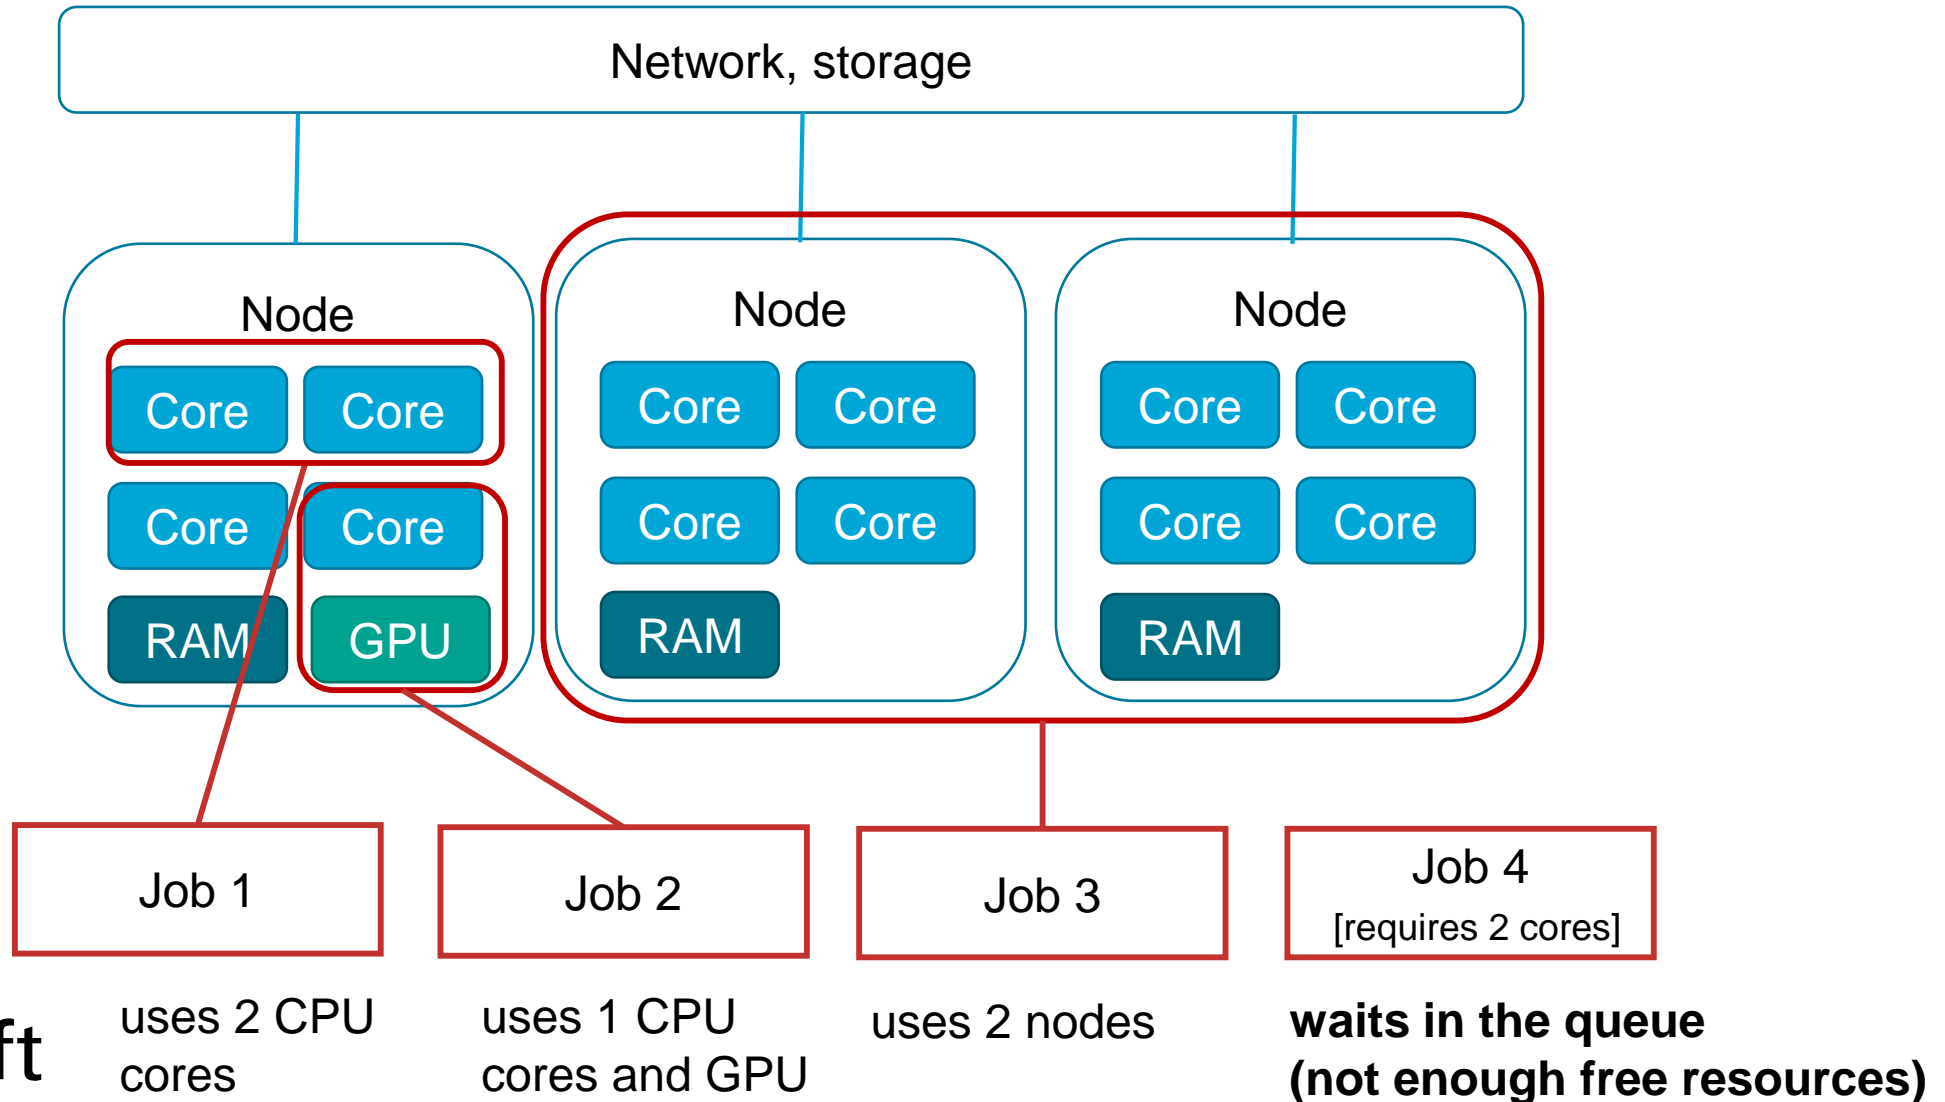 Network, storage
Node
Node
Node
Core Core
Core Core
Core Core
Core Core
Core Core
Core Core
RAM GPU
RAM
RAM
Job 1
Job 2
Job 3
Job 4
[requires 2 cores]
uses 2 CPU
cores
uses 1 CPU
cores and GPU
uses 2 nodes
waits in the queue
(not enough free resources)
ft